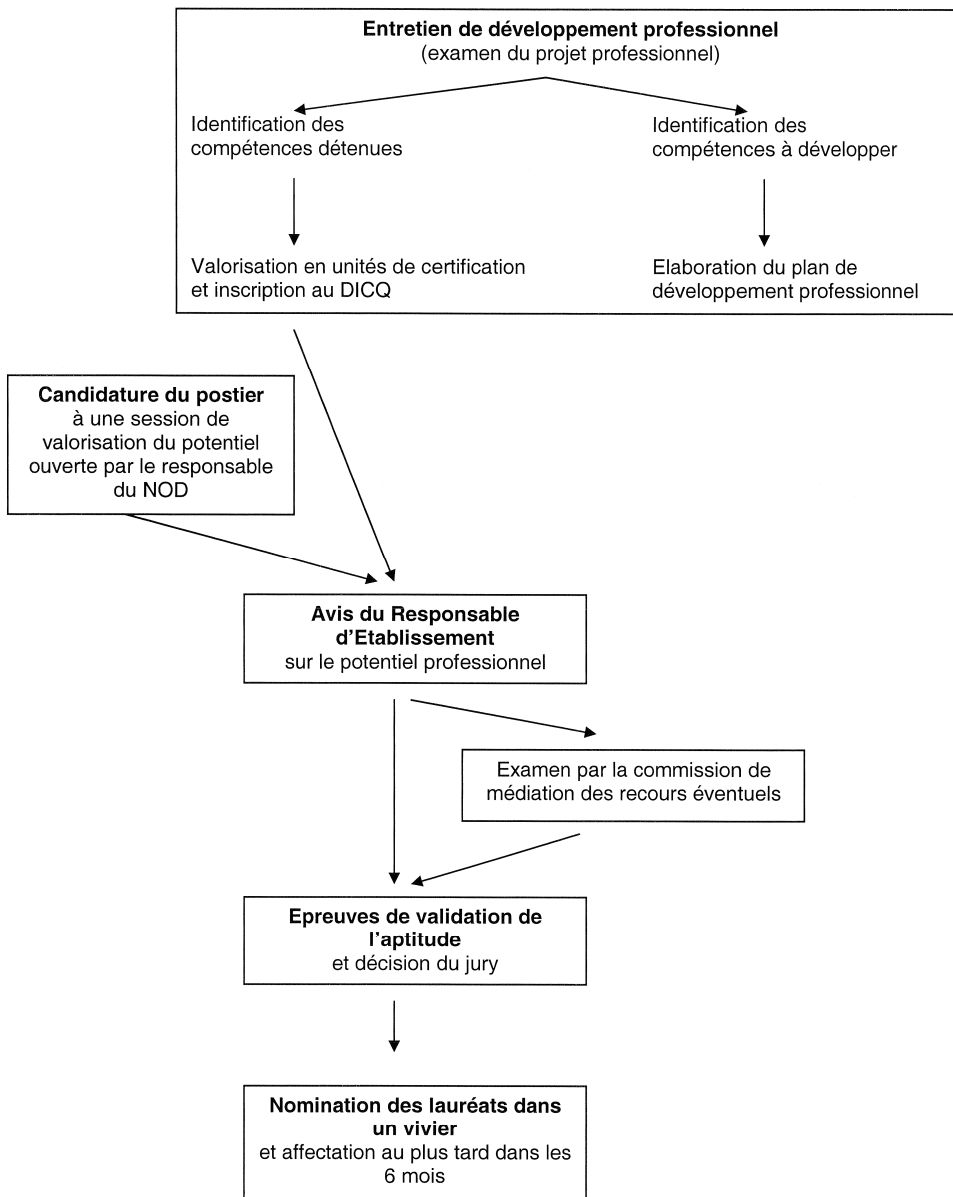 Entretien de développement professionnel
(examen du projet professionnel)
Identification des
compétences détenues
Identification des
compétences à développer
Valorisation en unités de certification
et inscription au DICQ
Elaboration du plan de
développement professionnel
Candidature du postier
à une session de
valorisation du potentiel
ouverte par le responsable
du NOD
Avis du Responsable
d'Etablissement
sur le potentiel professionnel
Examen par la commission de
médiation des recours éventuels
Epreuves de validation de
l'aptitude
et décision du jury
Nomination des lauréats dans
un vivier
et affectation au plus tard dans les
6 mois